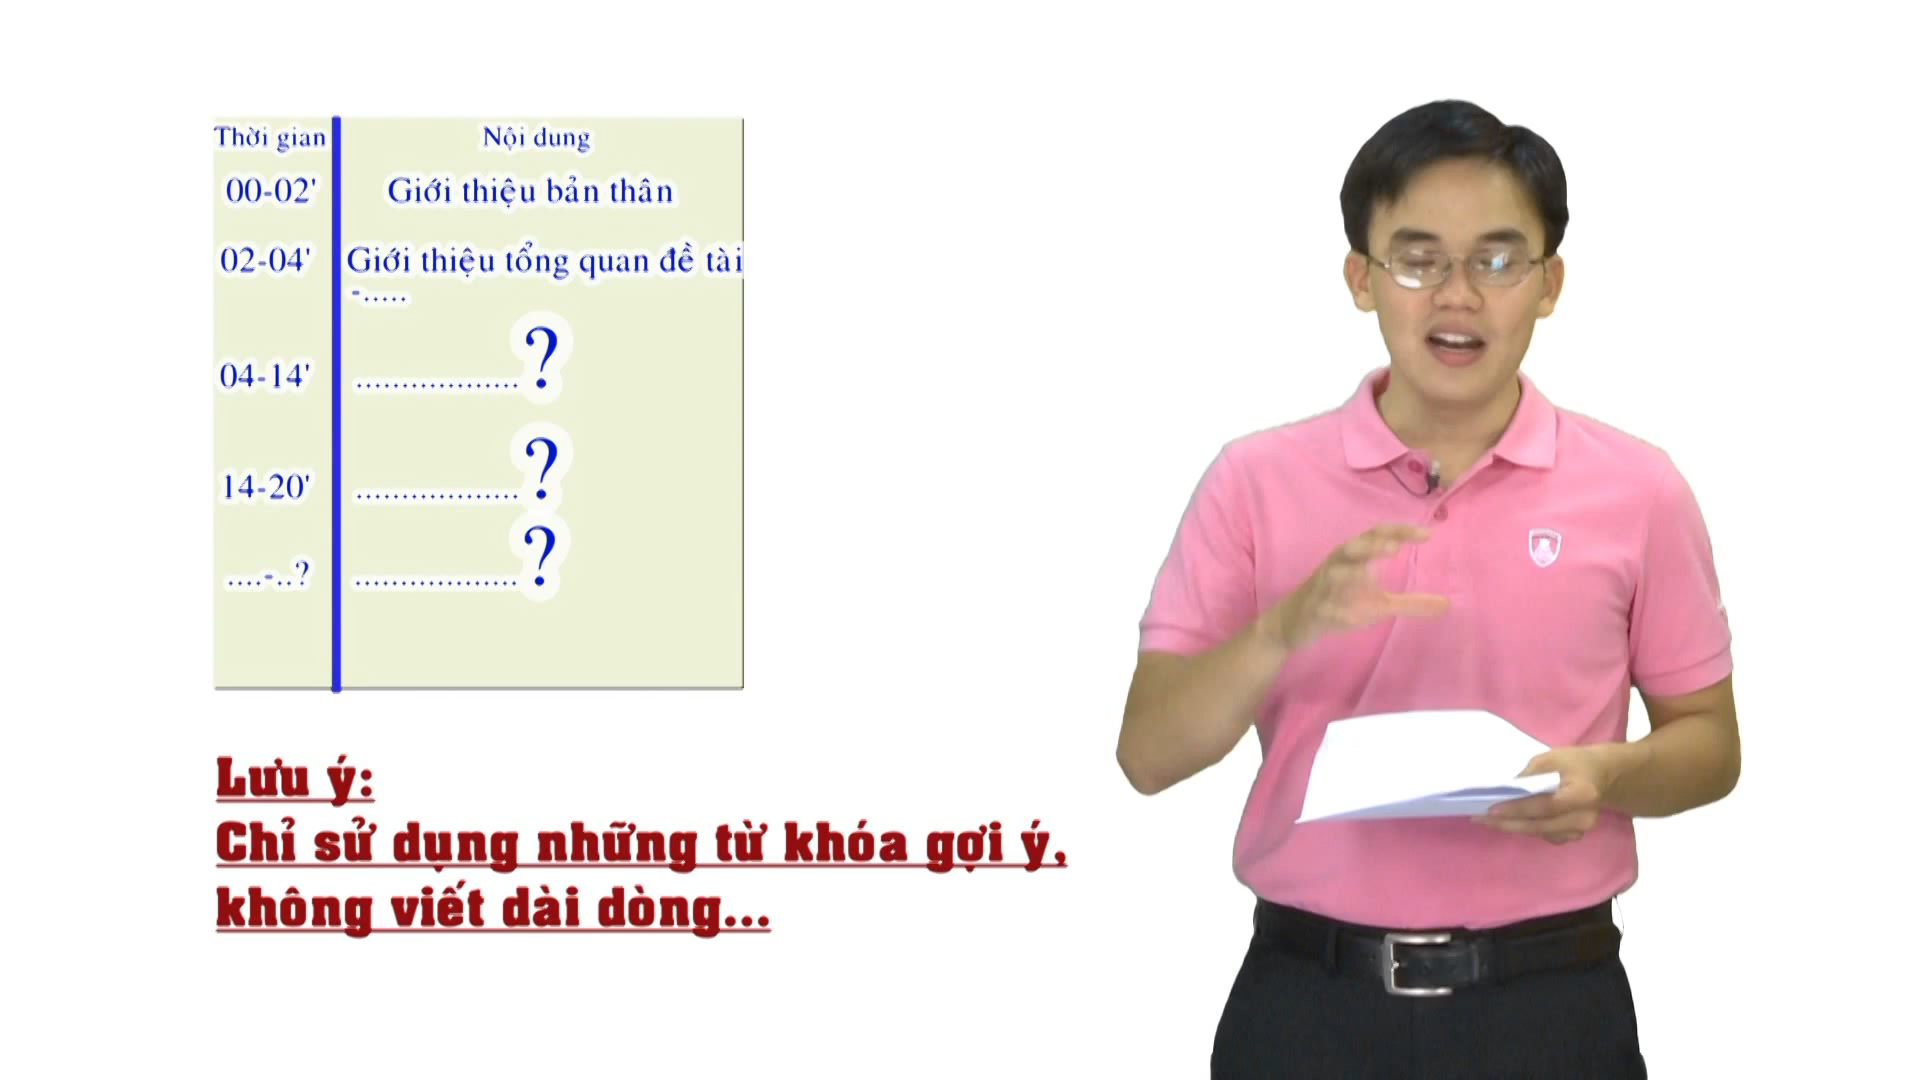 Thời gian Nội dung
00-02' Giới thiệu bản thân
02-04' Giới thiệu tổng quan đề tài
-.....
04-14' ..................?
14-20' ..................?
....-..? ..................?
Lưu ý:
Chỉ sử dụng những từ khóa gợi ý,
không viết dài dòng...